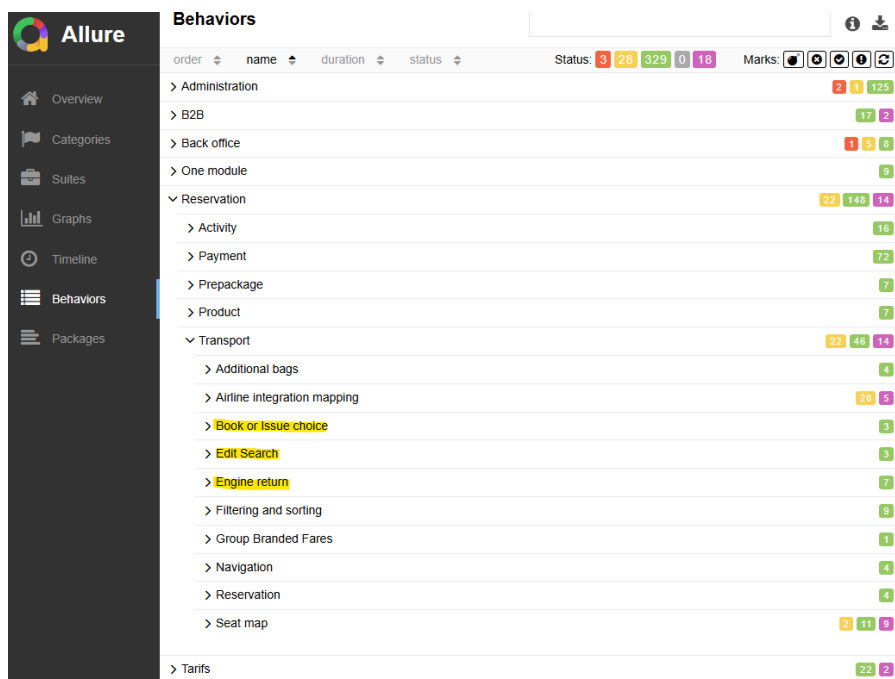 Allure
Overview
Categories
Suites
Graphs
Timeline
Behaviors
Packages
Behaviors
order name duration status Status: 3 28 329 0 18 Marks:
Administration 2 1 125
B2B 17 2
Back office 1 5 8
One module 9
Reservation 22 148 14
Activity 16
Payment 72
Prepackage 7
Product 7
Transport 22 46 14
Additional bags 4
Airline integration mapping 20 5
Book or Issue choice 3
Edit Search 3
Engine return 7
Filtering and sorting 9
Group Branded Fares 1
Navigation 4
Reservation 4
Seat map 2 11 9
Tarifs 22 2